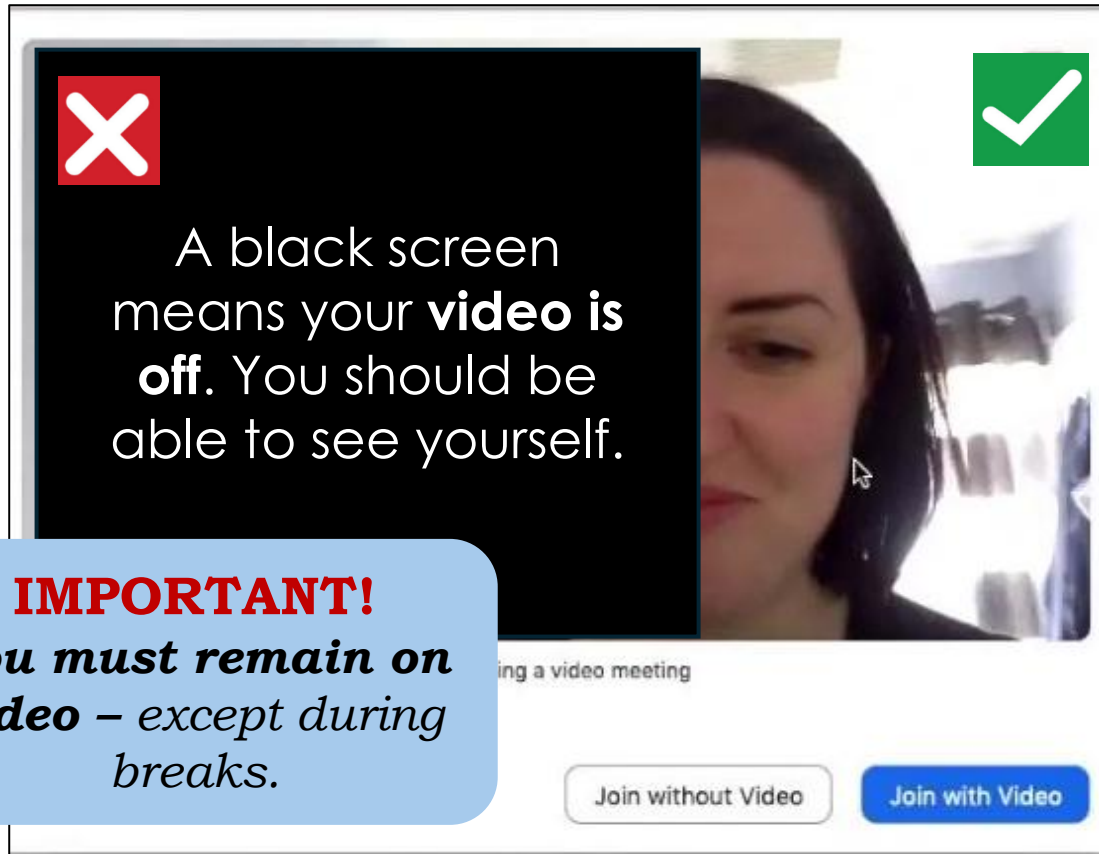 A black screen
means your video is
off. You should be
able to see yourself.
IMPORTANT!
must remain on
– except during
breaks.
ing a video meeting
Join without Video
Join with Video